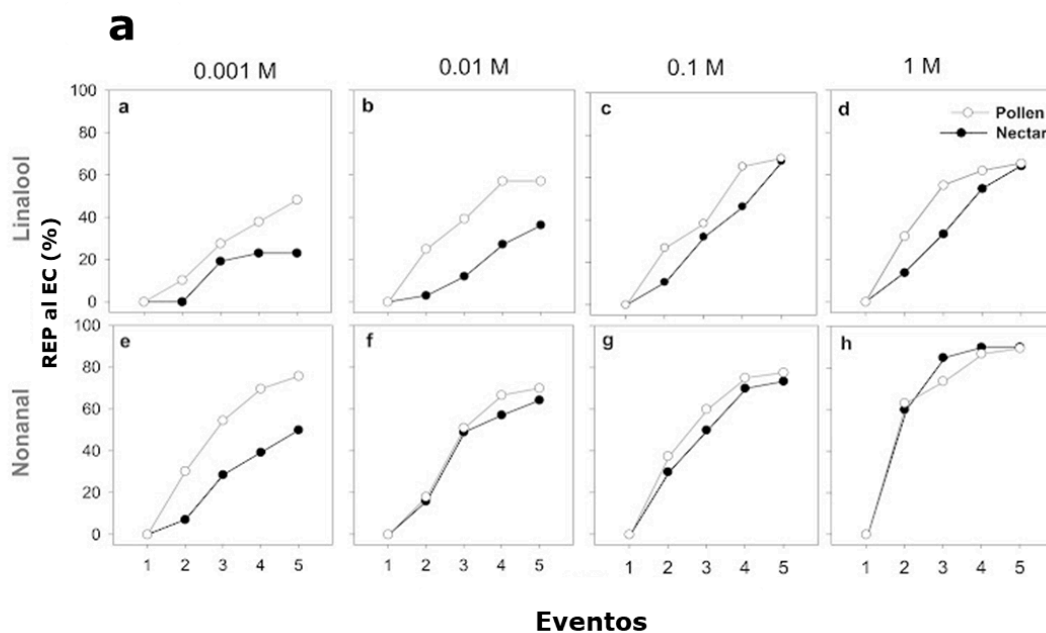 a
0.001 M
0.01 M
0.1 M
1 M
100
80
60
40
20
0
a
b
c
d
Pollen
Nectar
Linalool
REP al EC (%)
100
80
60
40
20
0
e
f
g
h
Nonanal
1 2 3 4 5
1 2 3 4 5
1 2 3 4 5
1 2 3 4 5
Eventos